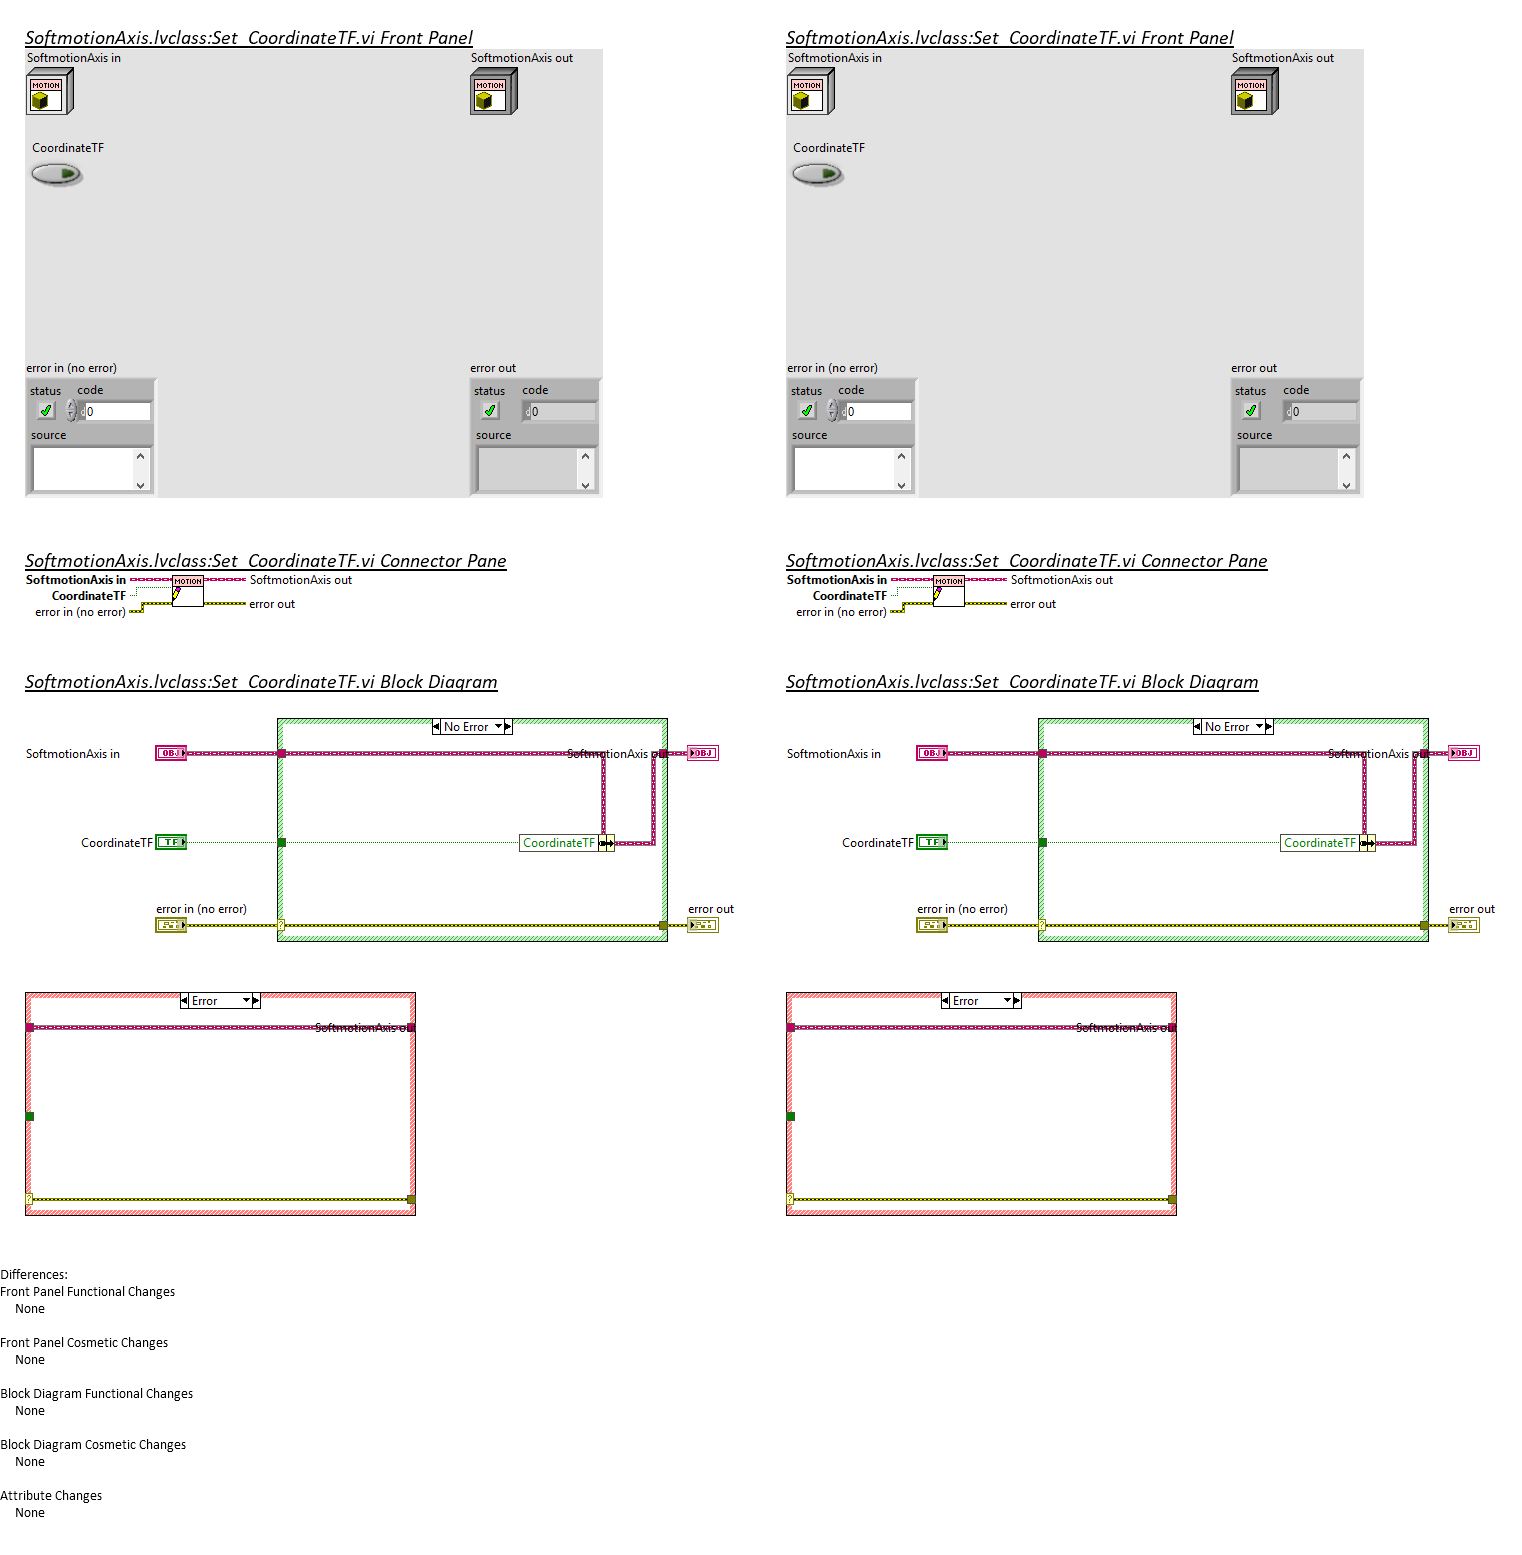 SoftmotionAxis.lvclass:Set_CoordinateTF.vi Front Panel
SoftmotionAxis in
SoftmotionAxis out
MOTION
MOTION
CoordinateTF
error in (no error)
error out
status code
0
source
status code
d 0
source
SoftmotionAxis.lvclass:Set_CoordinateTF.vi Front Panel
SoftmotionAxis in
SoftmotionAxis out
MOTION
MOTION
CoordinateTF
error in (no error)
error out
status code
0
source
status code
d 0
source
SoftmotionAxis.lvclass:Set_CoordinateTF.vi Connector Pane
SoftmotionAxis in
MOTION
SoftmotionAxis out
CoordinateTF
error in (no error)
error out
SoftmotionAxis.lvclass:Set_CoordinateTF.vi Connector Pane
SoftmotionAxis in
MOTION
SoftmotionAxis out
CoordinateTF
error in (no error)
error out
SoftmotionAxis.lvclass:Set_CoordinateTF.vi Block Diagram
No Error
SoftmotionAxis in
OBJ
SoftmotionAxis out
OBJ
CoordinateTF
TF
CoordinateTF
error in (no error)
?
error out
Error
SoftmotionAxis out
?
SoftmotionAxis.lvclass:Set_CoordinateTF.vi Block Diagram
No Error
SoftmotionAxis in
OBJ
SoftmotionAxis out
OBJ
CoordinateTF
TF
CoordinateTF
error in (no error)
?
error out
Error
SoftmotionAxis out
?
Differences:
Front Panel Functional Changes
None
Front Panel Cosmetic Changes
None
Block Diagram Functional Changes
None
Block Diagram Cosmetic Changes
None
Attribute Changes
None